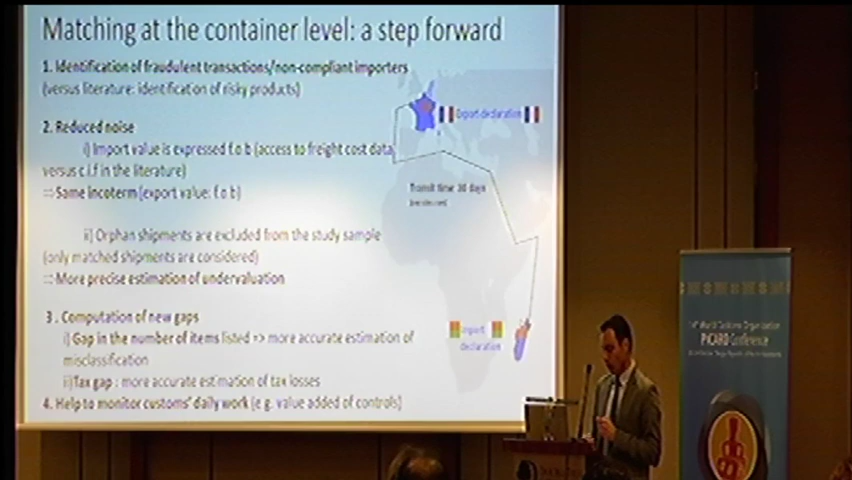 Matching at the container level: a step forward
1. Identification of fraudulent transactions/non-compliant importers
(versus literature: identification of risky products)
2. Reduced noise
i) Import value is expressed f.o.b (access to freight cost data,
versus c.i.f in the literature)
⇒ Same incoterm (export value: f.o.b)
ii) Orphan shipments are excluded from the study sample
(only matched shipments are considered)
⇒ More precise estimation of undervaluation
3. Computation of new gaps
i) Gap in the number of items listed => more accurate estimation of
misclassification
ii)Tax gap : more accurate estimation of tax losses
4. Help to monitor customs' daily work (e.g. value added of controls)
Export declaration
Transit time: 30 days
Import
declaration
World Customs Organization
PICARD Conference